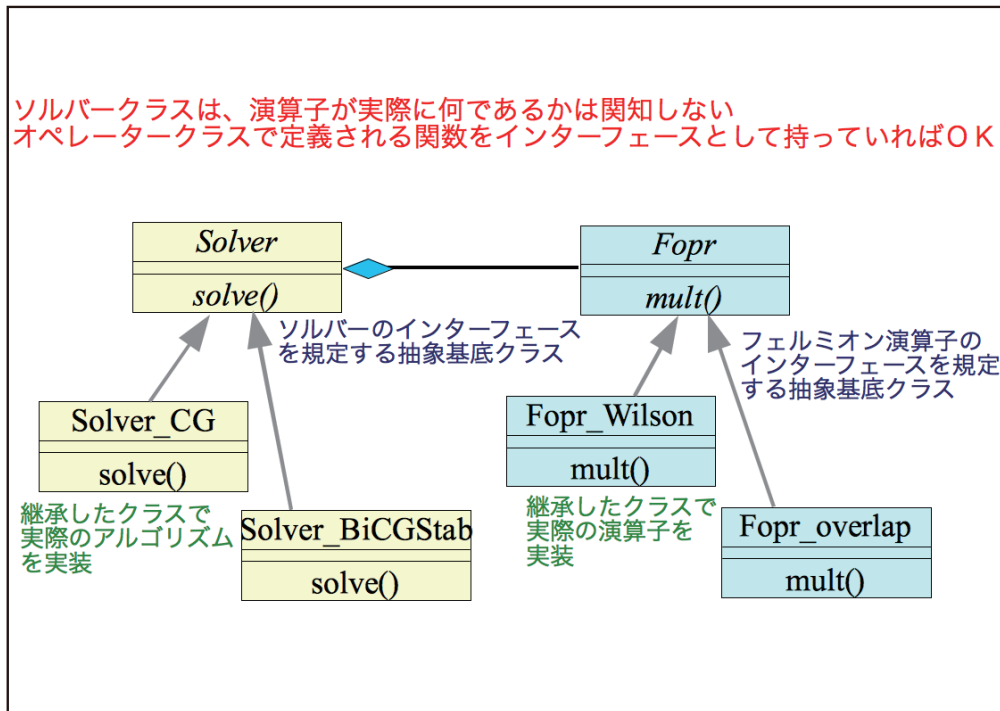 ソルバークラスは、演算子が実際に何であるかは関知しない
オペレータークラスで定義される関数をインターフェースとして持っていればＯＫ
Solver
solve()
Fopr
mult()
ソルバーのインターフェース
を規定する抽象基底クラス
フェルミオン演算子の
インターフェースを規定
する抽象基底クラス
Solver_CG
solve()
継承したクラスで
実際のアルゴリズム
を実装
Solver_BiCGStab
solve()
Fopr_Wilson
mult()
継承したクラスで
実際の演算子を
実装
Fopr_overlap
mult()